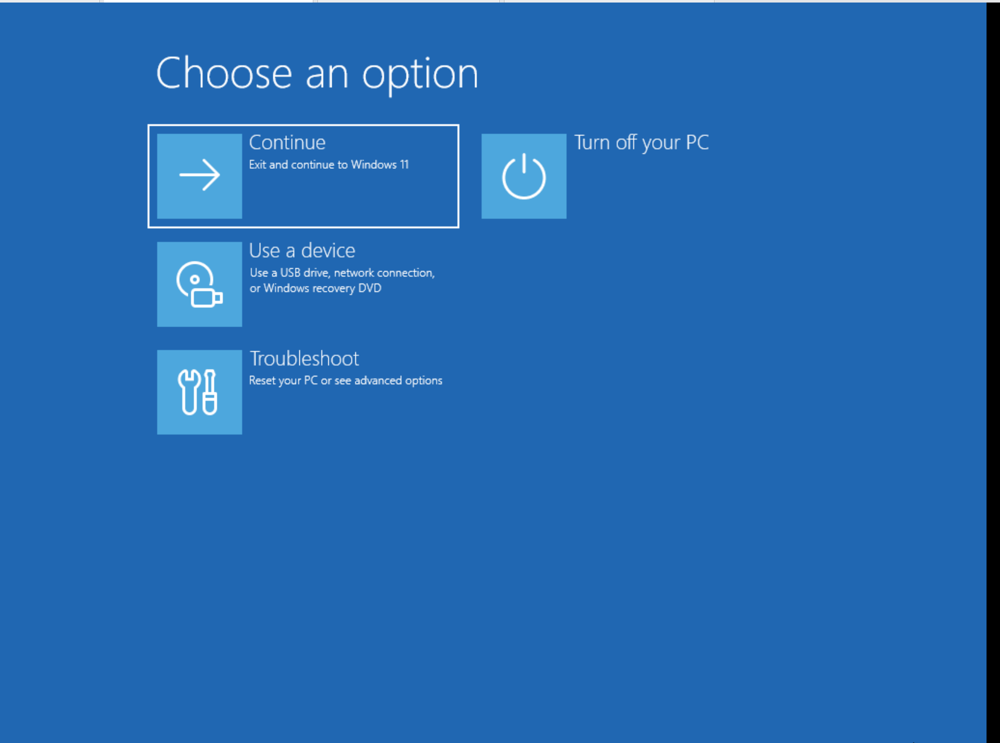 Choose an option
Continue
Exit and continue to Windows 11
Turn off your PC
Use a device
Use a USB drive, network connection,
or Windows recovery DVD
Troubleshoot
Reset your PC or see advanced options